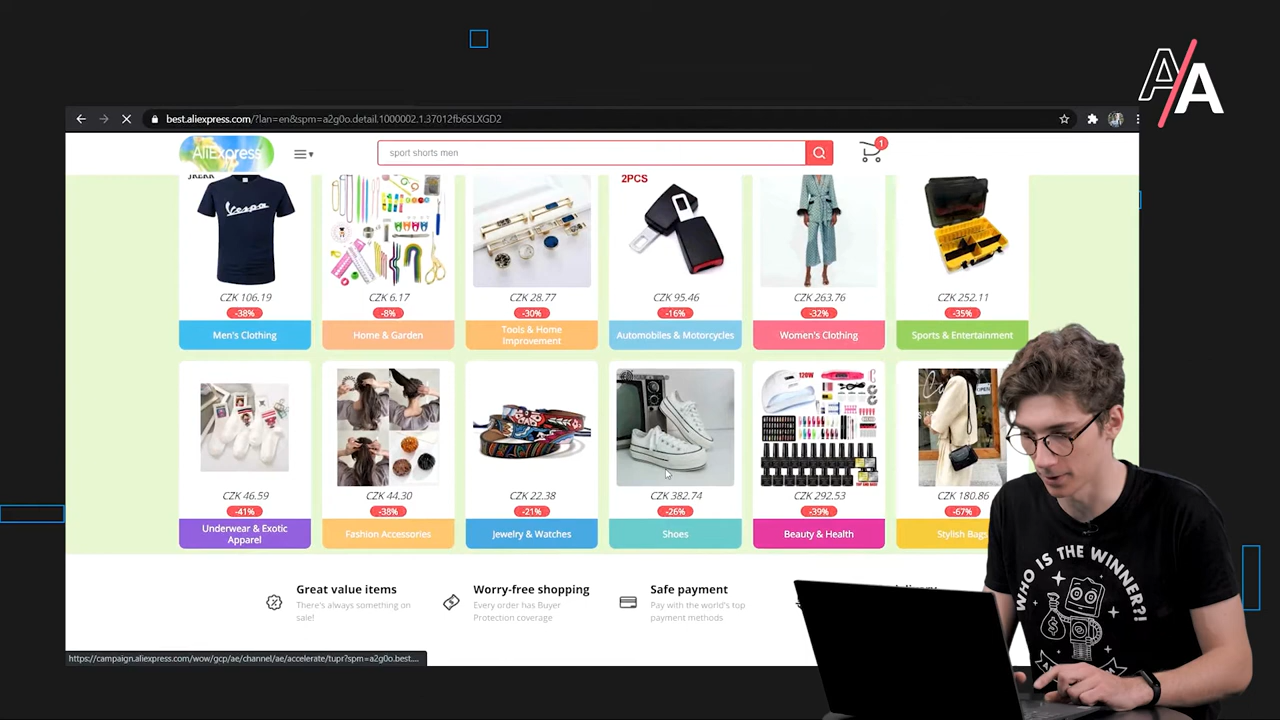 A/A
best.aliexpress.com/?lan=en&spm=a2g0o.detail.1000002.1.37012fb6SLXGD2
AliExpress
sport shorts men
1
JKERR
Vespa
2PCS
CZK 106.19
CZK 6.17
CZK 28.77
CZK 95.46
CZK 263.76
CZK 252.11
-38%
-8%
-30%
-16%
-32%
-35%
Men's Clothing
Home & Garden
Tools & Home
Improvement
Automobiles & Motorcycles
Women's Clothing
Sports & Entertainment
120W
CZK 46.59
CZK 44.30
CZK 22.38
CZK 382.74
CZK 292.53
CZK 180.86
-41%
-38%
-21%
-26%
-39%
-67%
Underwear & Exotic
Apparel
Fashion Accessories
Jewelry & Watches
Shoes
Beauty & Health
Stylish Bags
Great value items
There's always something on
sale!
Worry-free shopping
Every order has Buyer
Protection coverage
Safe payment
Pay with the world's top
payment methods
WHO IS THE WINNER?!
https://campaign.aliexpress.com/wow/gcp/ae/channel/ae/accelerate/tupr?spm=a2g0o.best....